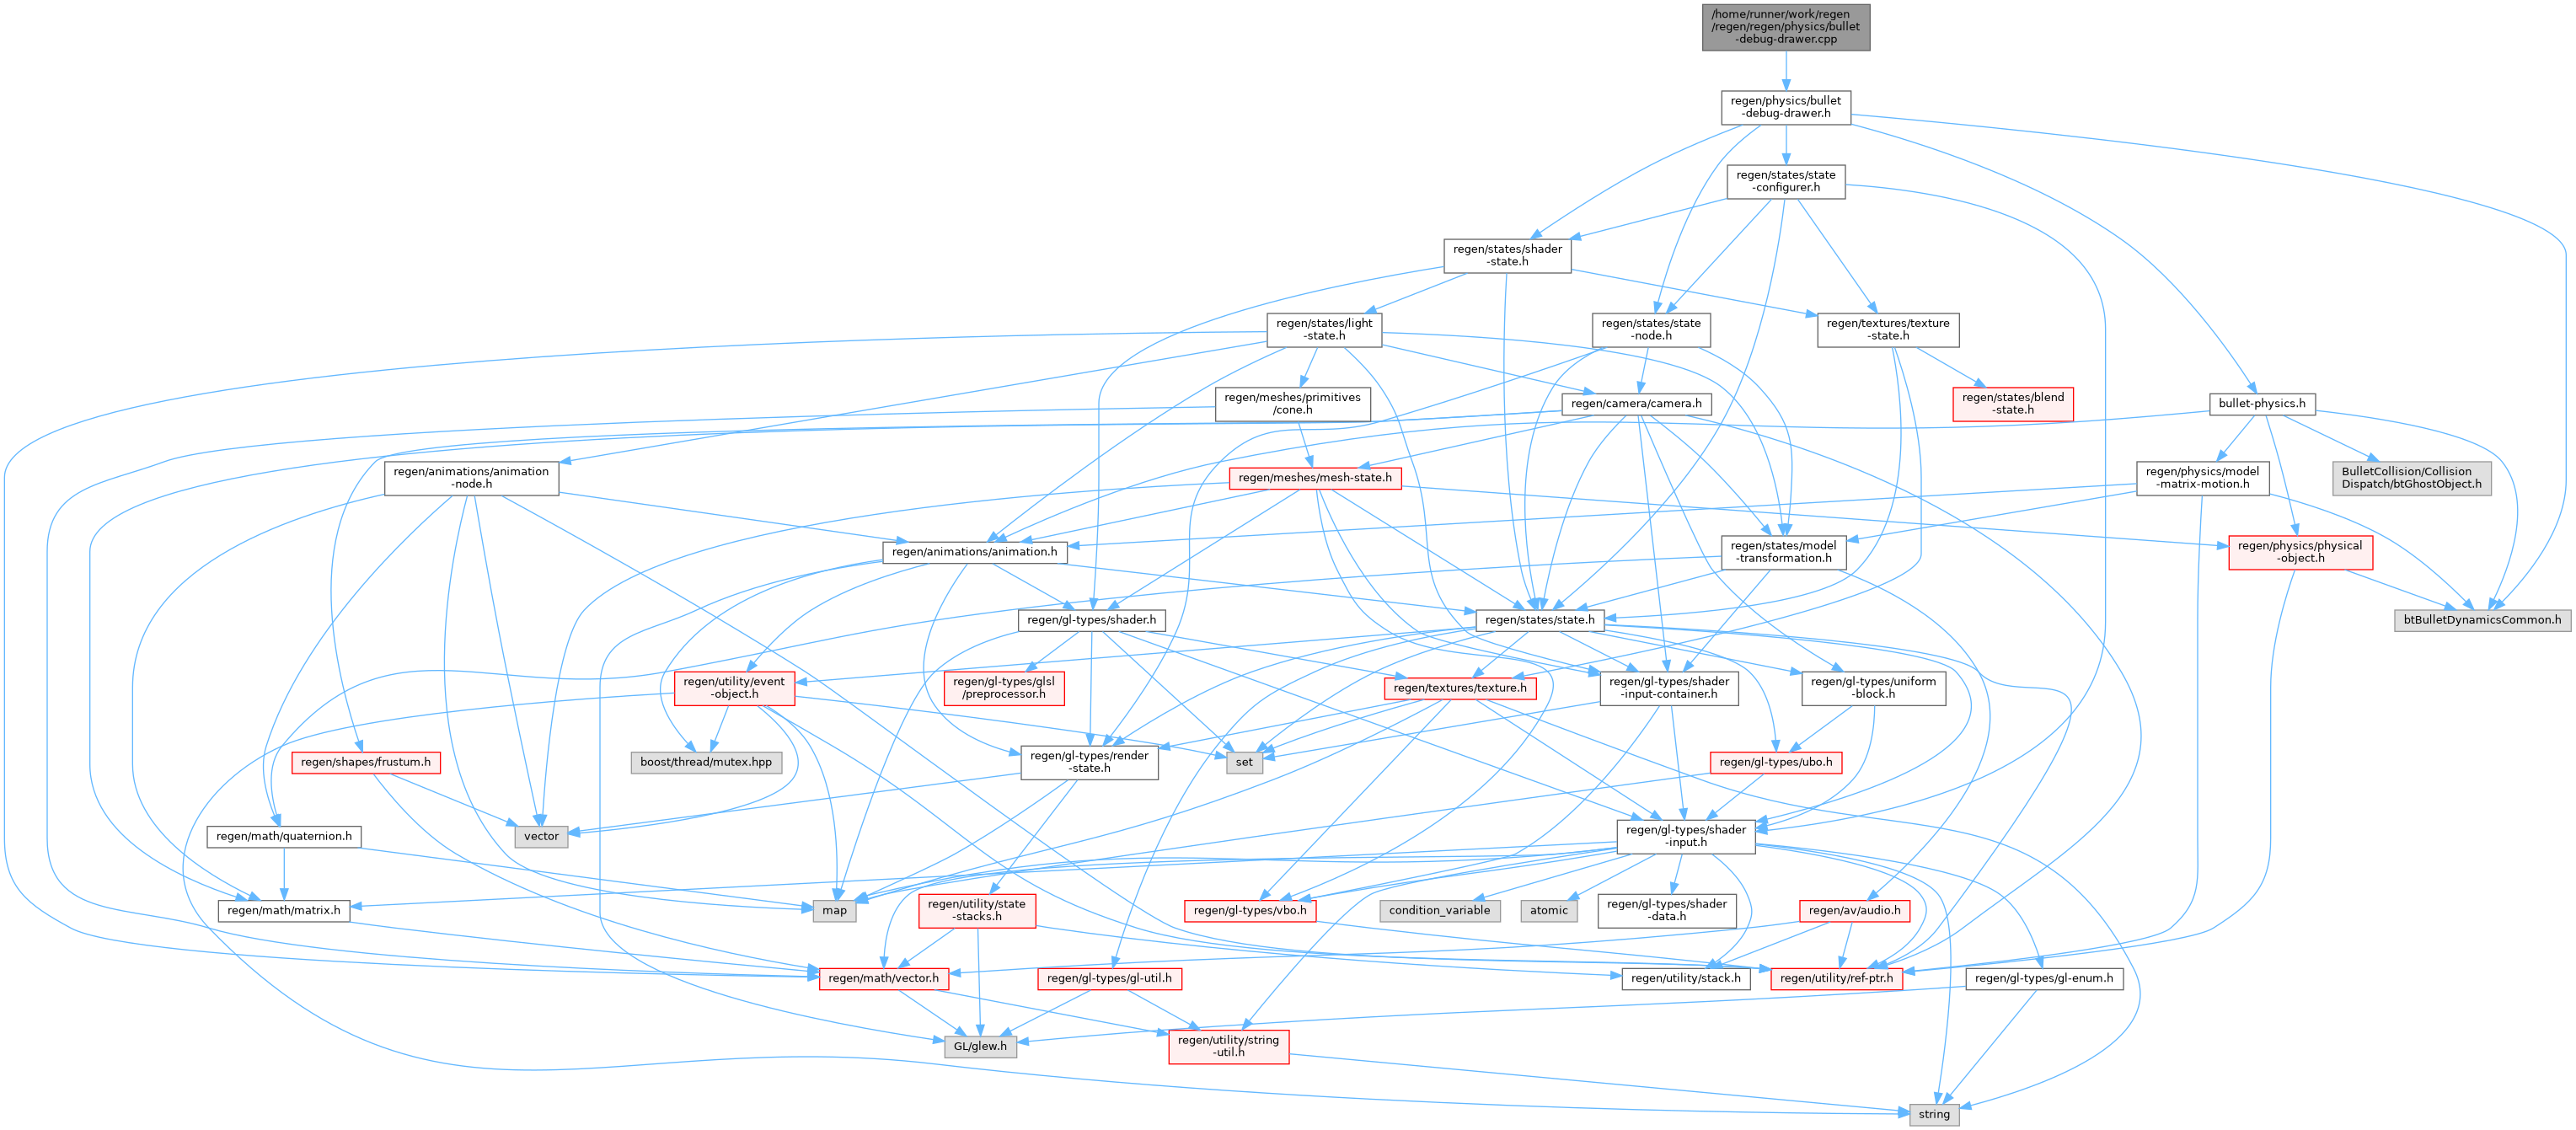 /home/runner/work/regen
/regen/regen/physics/bullet
-debug-drawer.cpp
regen/physics/bullet
-debug-drawer.h
regen/states/state
-configurer.h
regen/states/shader
-state.h
regen/states/light
-state.h
regen/states/state
-node.h
regen/textures/texture
-state.h
regen/meshes/primitives
/cone.h
regen/camera/camera.h
regen/states/blend
-state.h
bullet-physics.h
regen/animations/animation
-node.h
regen/meshes/mesh-state.h
regen/physics/model
-matrix-motion.h
BulletCollision/Collision
Dispatch/btGhostObject.h
regen/animations/animation.h
regen/states/model
-transformation.h
regen/physics/physical
-object.h
regen/gl-types/shader.h
regen/states/state.h
btBulletDynamicsCommon.h
regen/utility/event
-object.h
regen/gl-types/glsl
/preprocessor.h
regen/textures/texture.h
regen/gl-types/shader
-input-container.h
regen/gl-types/uniform
-block.h
regen/shapes/frustum.h
boost/thread/mutex.hpp
regen/gl-types/render
-state.h
set
regen/gl-types/ubo.h
regen/math/quaternion.h
vector
regen/gl-types/shader
-input.h
regen/math/matrix.h
map
regen/utility/state
-stacks.h
regen/gl-types/vbo.h
condition_variable
atomic
regen/gl-types/shader
-data.h
regen/av/audio.h
regen/math/vector.h
regen/gl-types/gl-util.h
regen/utility/stack.h
regen/utility/ref-ptr.h
regen/gl-types/gl-enum.h
GL/glew.h
regen/utility/string
-util.h
string